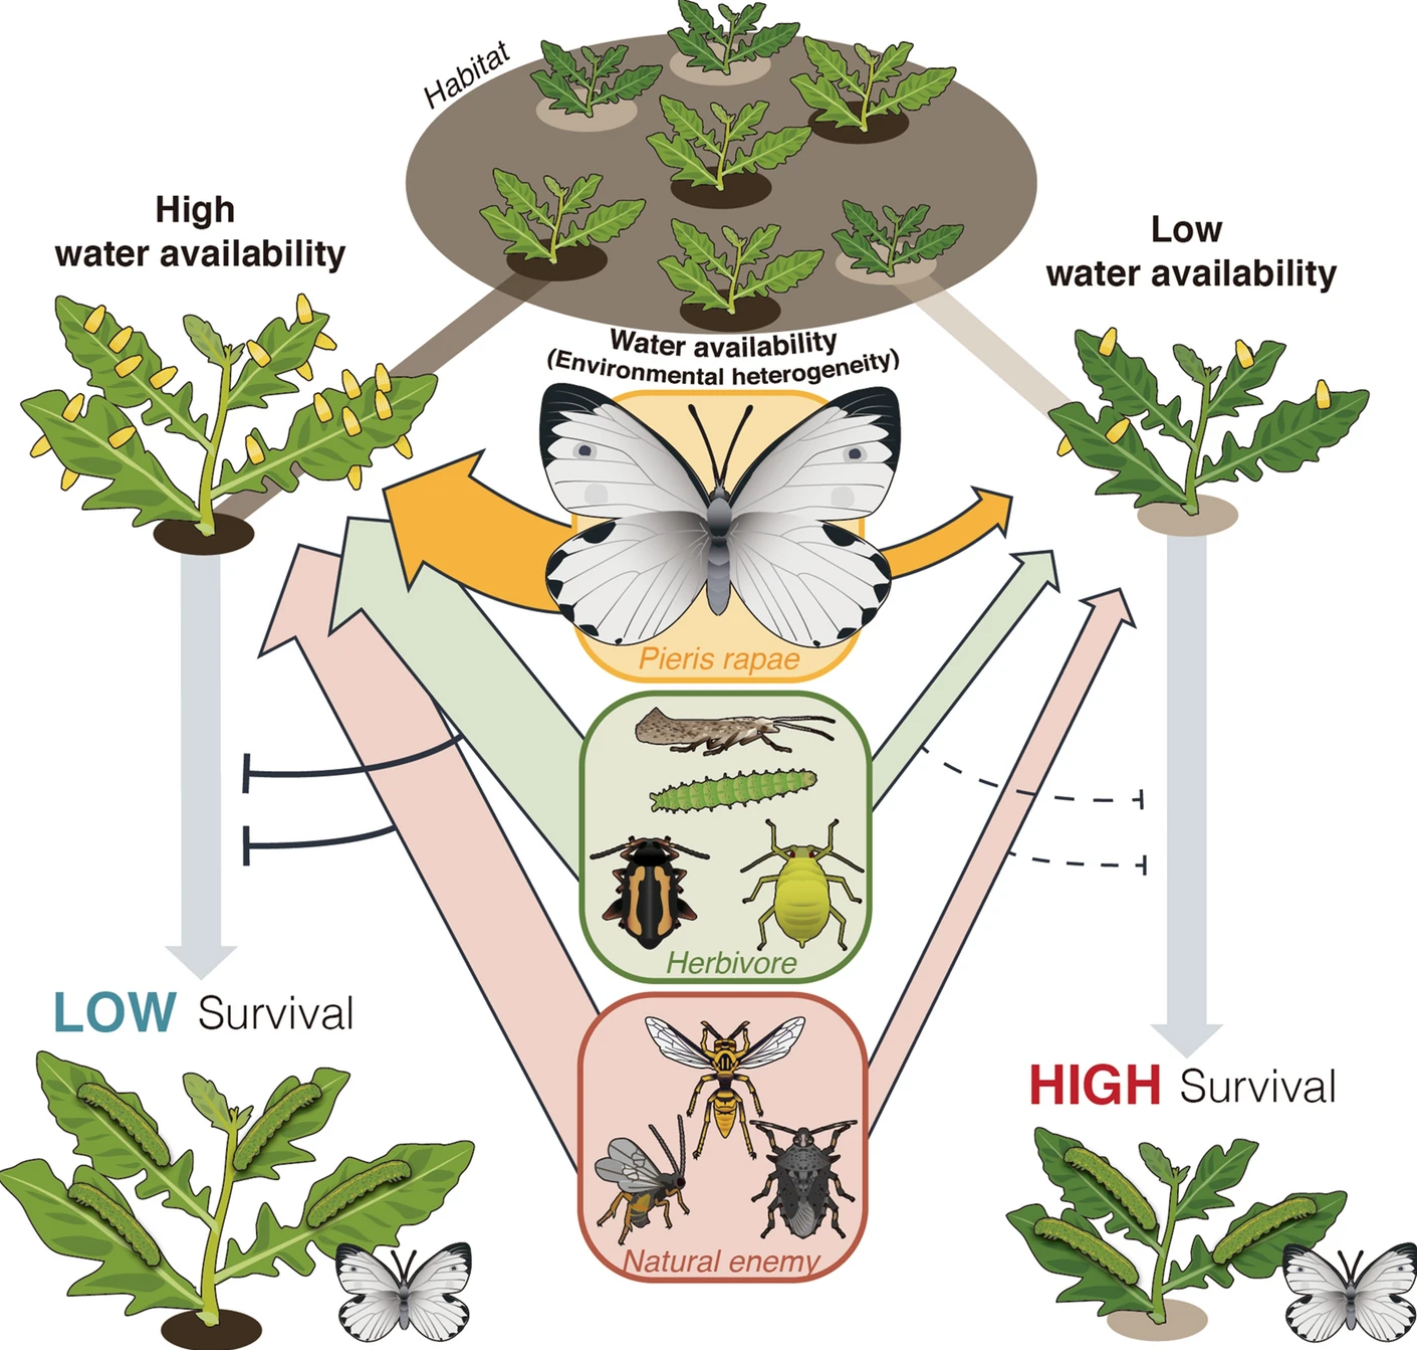 Habitat
High
water availability
Low
water availability
Water availability
(Environmental heterogeneity)
Pieris rapae
Herbivore
Natural enemy
LOW Survival
HIGH Survival